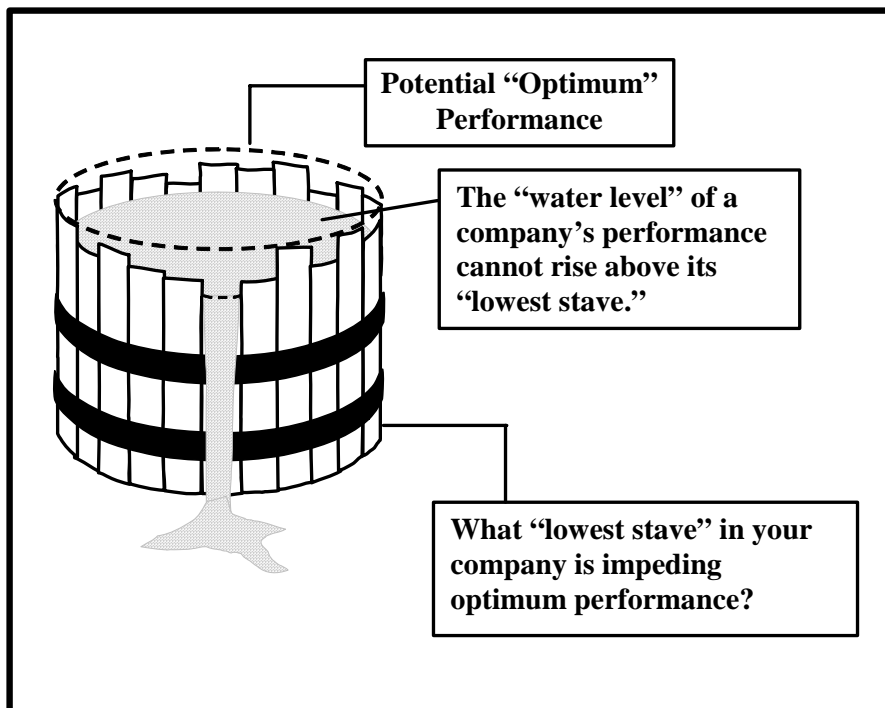 Potential “Optimum”
Performance
The “water level” of a
company’s performance
cannot rise above its
“lowest stave.”
What “lowest stave” in your
company is impeding
optimum performance?